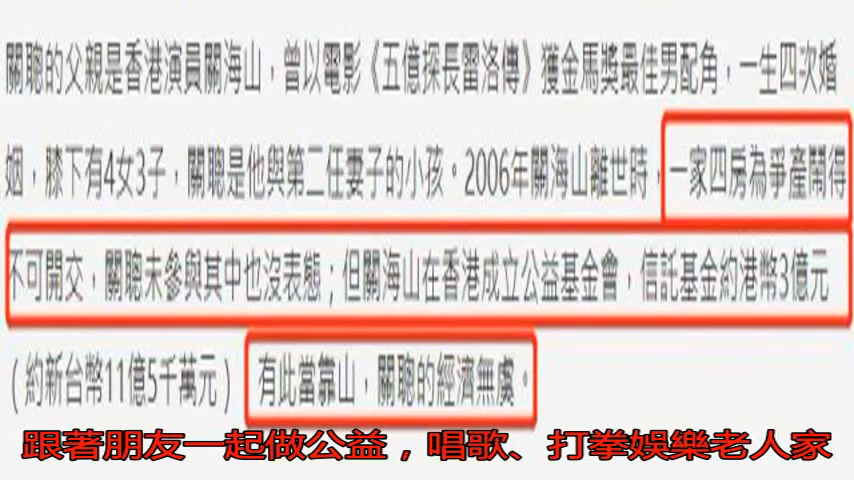 關聰的父親是香港演員關海山，曾以電影《五億探長雷洛傳》獲金馬獎最佳男配角，一生四次婚
姻，膝下有4女3子，關聰是他與第二任妻子的小孩。2006年關海山離世時，一家四房為爭產鬧得
不可開交，關聰未參與其中也沒表態；但關海山在香港成立公益基金會，信託基金約港幣3億元
（約新台幣11億5千萬元）有此當靠山，關聰的經濟無虞。
跟著朋友一起做公益，唱歌、打拳娛樂老人家